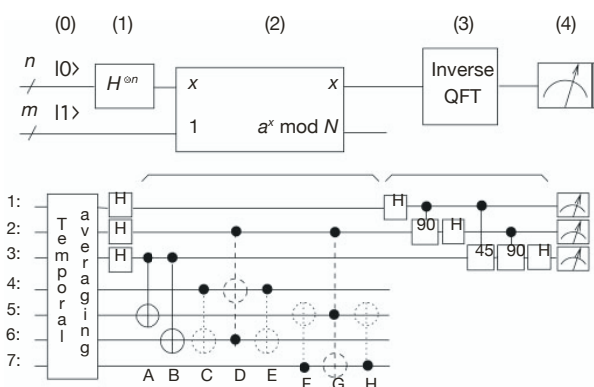 (0) (1) (2) (3) (4)
n |0>
m |1>
H⊗n
x x
1 aˣ mod N
Inverse
QFT
Temporal
averaging
1: H H
2: H 90 H
3: H 45 90 H
4:
5:
6:
7:
A B C D E F G H